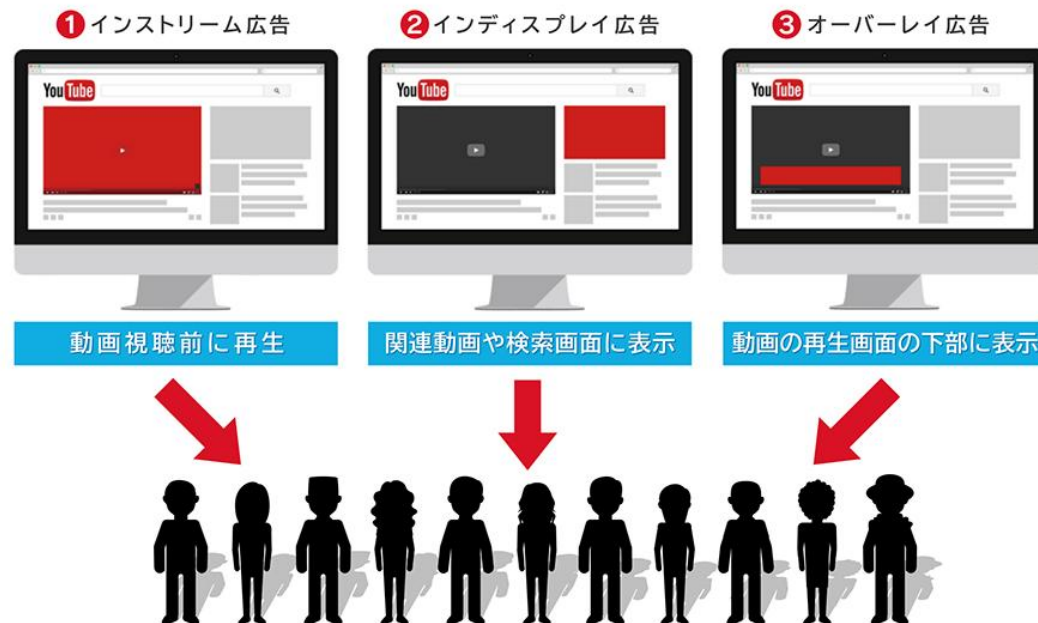 1 インストリーム広告
2 インディスプレイ広告
3 オーバーレイ広告
YouTube
YouTube
YouTube
動画視聴前に再生
関連動画や検索画面に表示
動画の再生画面の下部に表示